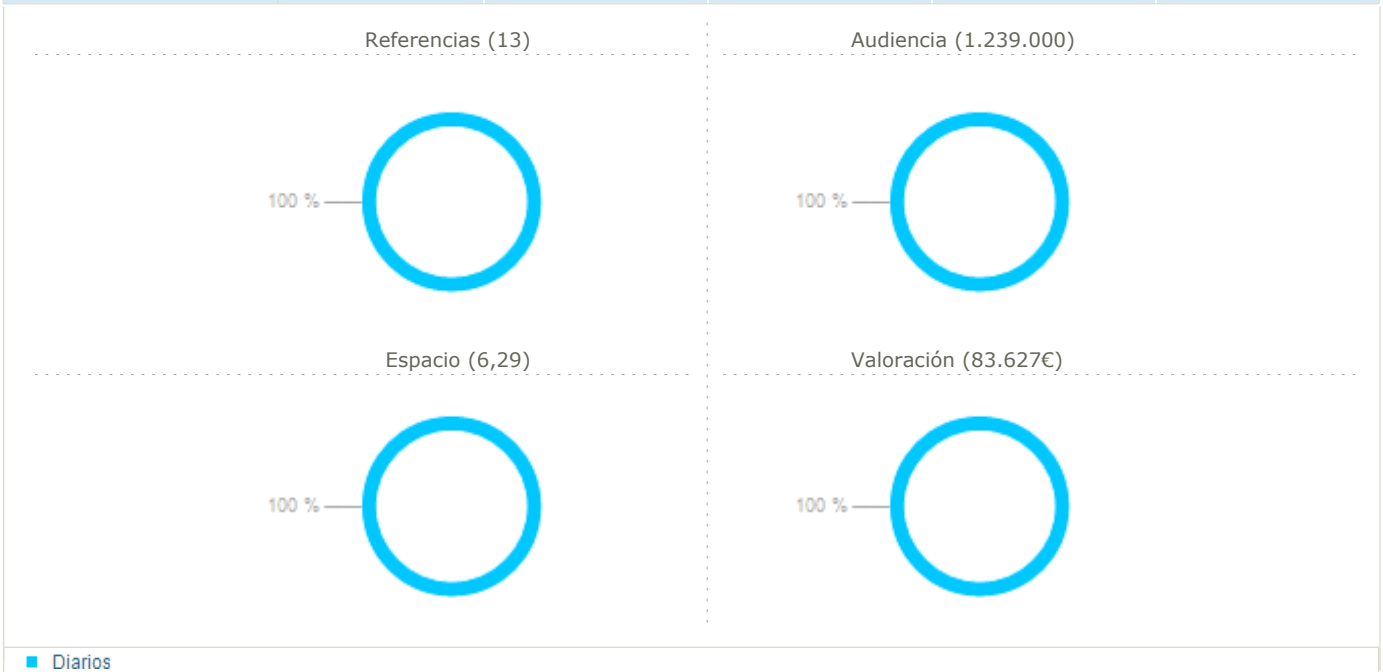 Referencias (13)
Audiencia (1.239.000)
100 %
100 %
Espacio (6,29)
Valoración (83.627€)
100 %
100 %
Diarios